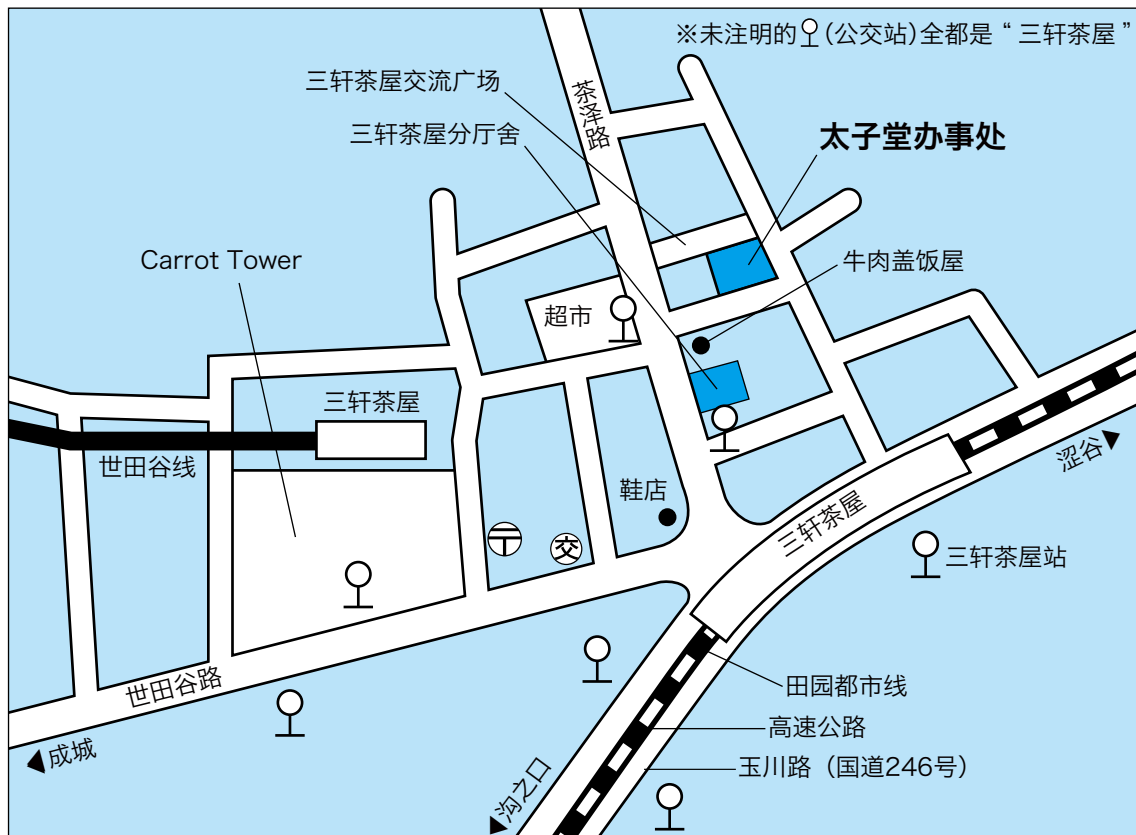 ※未注明的 (公交站)全都是“三轩茶屋”
三轩茶屋交流广场
茶泽路
三轩茶屋分厅舍
太子堂办事处
Carrot Tower
牛肉盖饭屋
超市
三轩茶屋
世田谷线
涩谷
鞋店
三轩茶屋
〒
交
三轩茶屋站
世田谷路
田园都市线
高速公路
成城
玉川路（国道246号）
沟之口